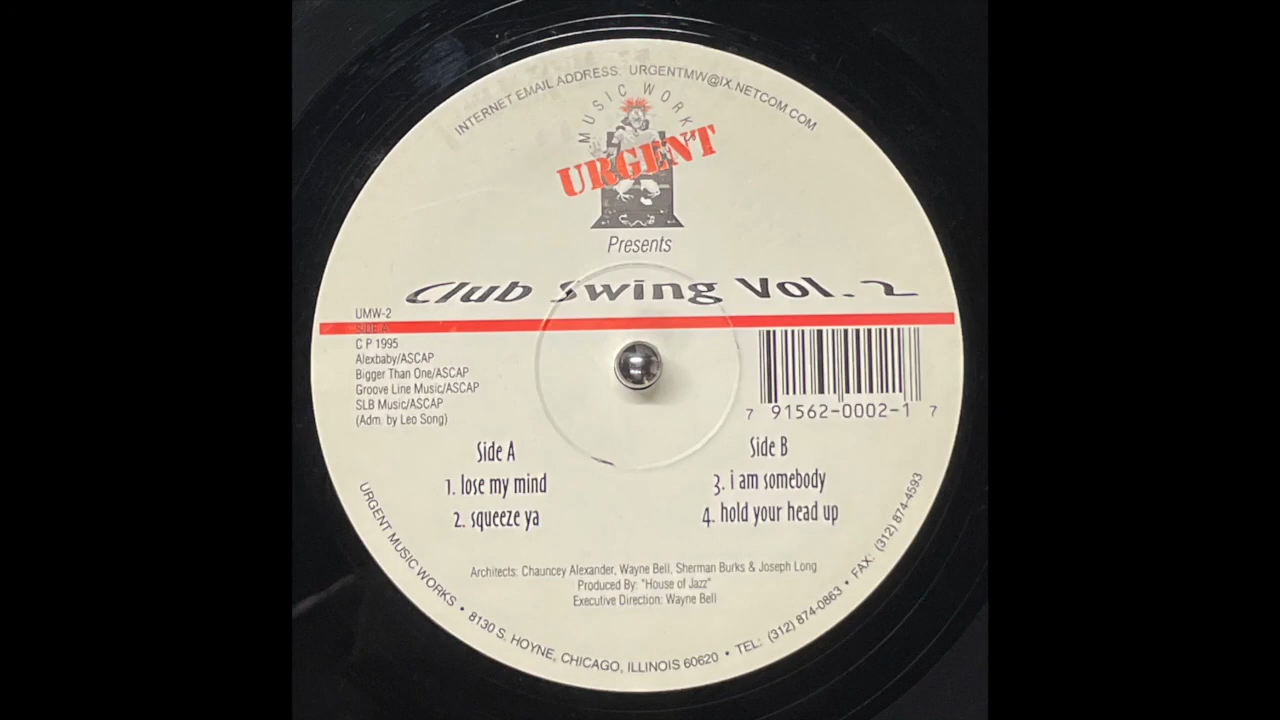 INTERNET EMAIL ADDRESS: URGENTMW@IX.NETCOM.COM
MUSIC WORKS
URGENT
Presents
Club Swing Vol. 2
UMW-2
SIDE A
C P 1995
Alexbaby/ASCAP
Bigger Than One/ASCAP
Groove Line Music/ASCAP
SLB Music/ASCAP
(Adm. by Leo Song)
7 91562-0002-1 7
Side A
1. lose my mind
2. squeeze ya
Side B
3. i am somebody
4. hold your head up
Architects: Chauncey Alexander, Wayne Bell, Sherman Burks & Joseph Long
Produced By: "House of Jazz"
Executive Direction: Wayne Bell
URGENT MUSIC WORKS • 8130 S. HOYNE, CHICAGO, ILLINOIS 60620 • TEL: (312) 874-0863 • FAX: (312) 874-4593